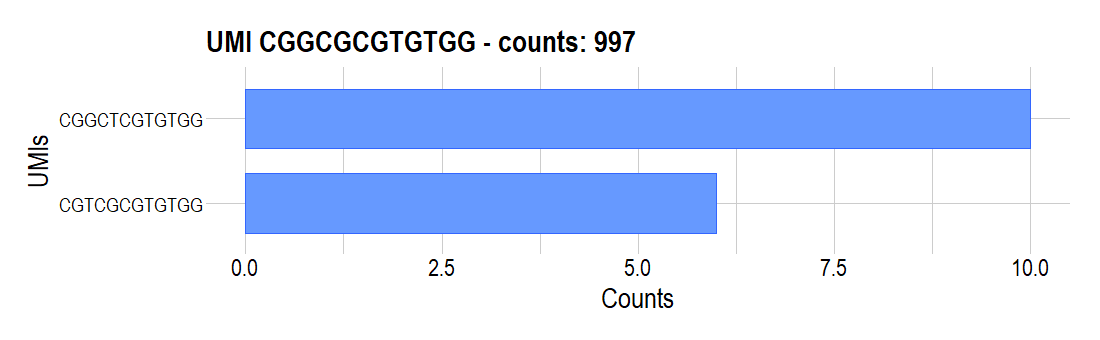 UMI CGGCGCGTGTGG - counts: 997
CGGCTCGTGTGG
CGTCGCGTGTGG
UMIs
0.0 2.5 5.0 7.5 10.0
Counts